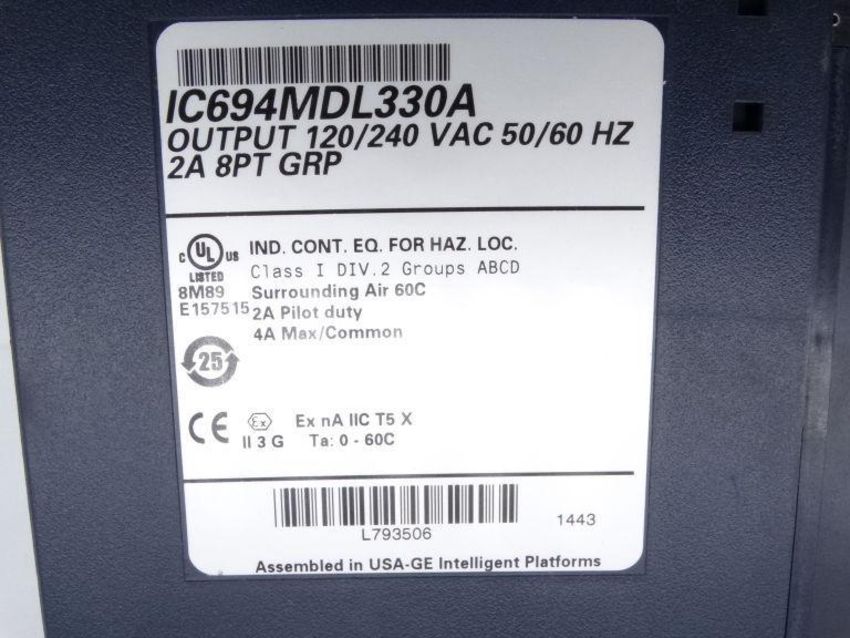 IC694MDL330A
OUTPUT 120/240 VAC 50/60 HZ
2A 8PT GRP
C UL US
LISTED
8M89
E157515
IND. CONT. EQ. FOR HAZ. LOC.
Class I DIV.2 Groups ABCD
Surrounding Air 60C
2A Pilot duty
4A Max/Common
25
CE Ex II 3 G
Ex nA IIC T5 X
Ta: 0 - 60C
L793506
1443
Assembled in USA-GE Intelligent Platforms